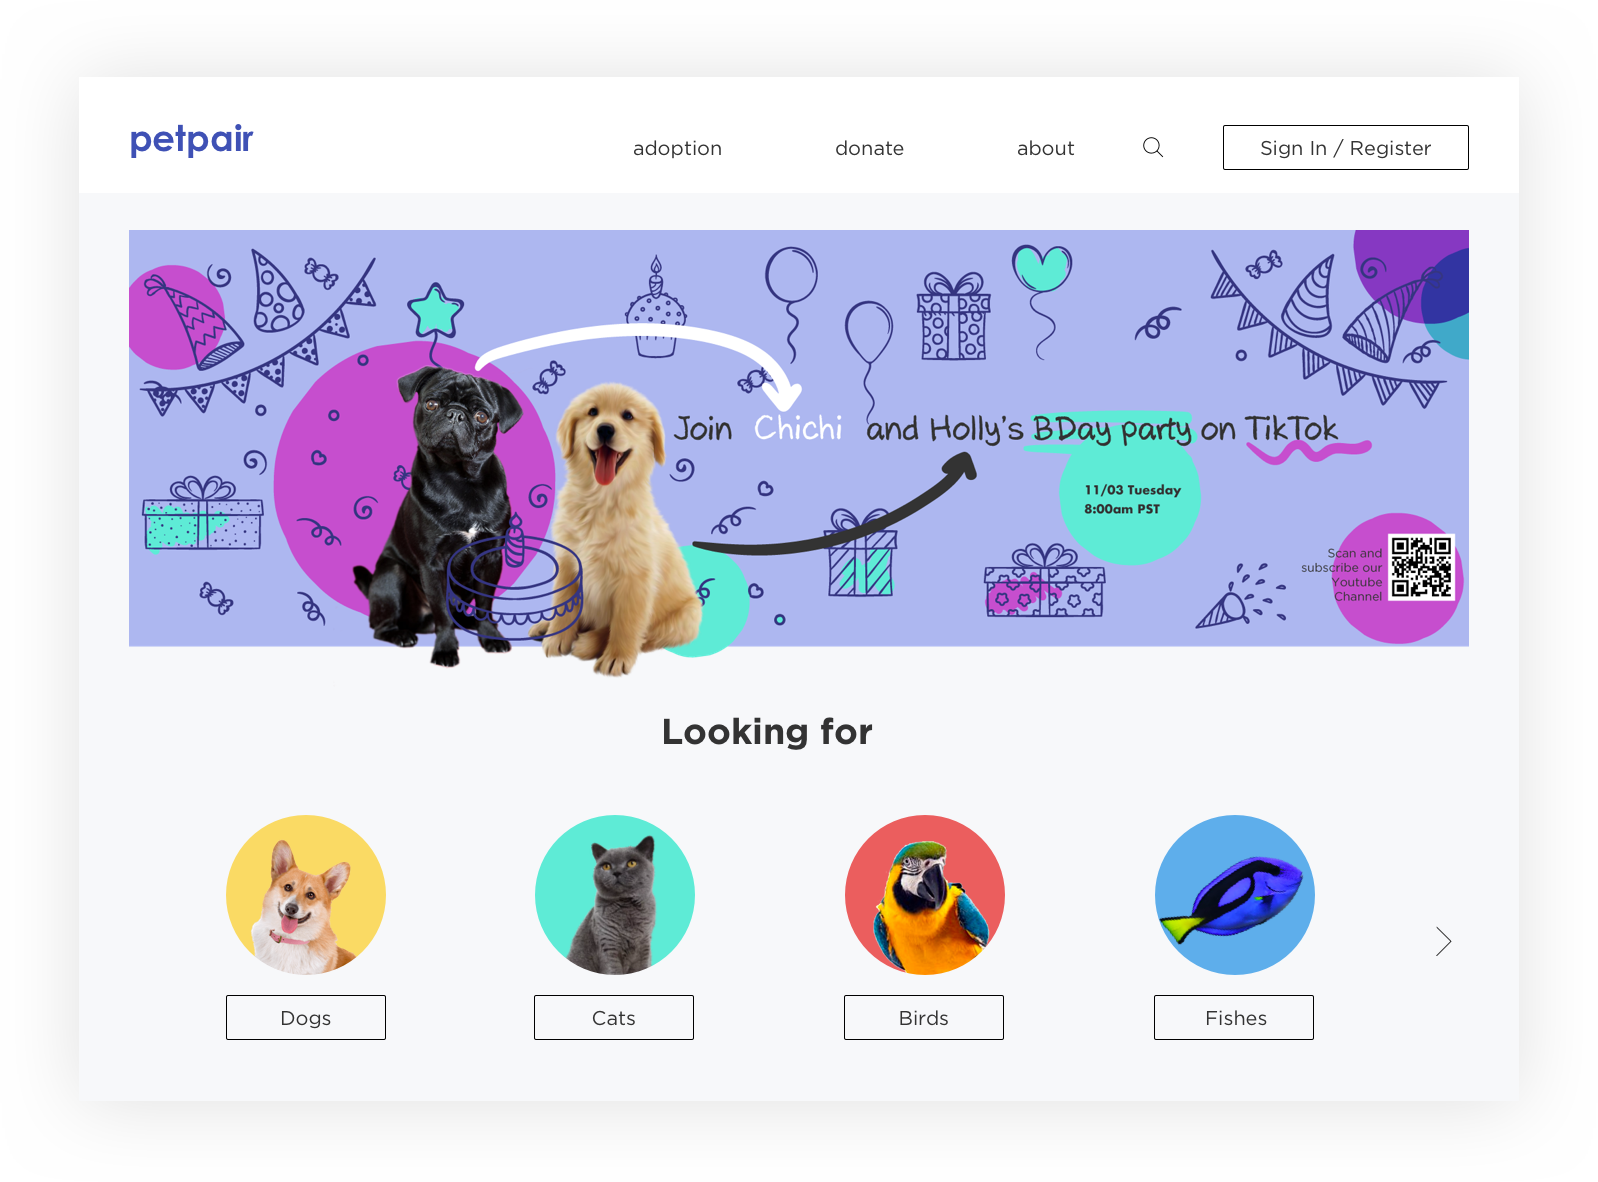 petpair
adoption donate about Sign In / Register
Join Chichi and Holly's BDay party on TikTok
11/03 Tuesday
8:00am PST
Scan and
subscribe our
Youtube
Channel
Looking for
Dogs Cats Birds Fishes